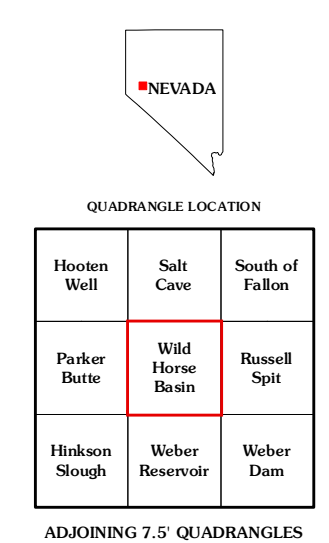 NEVADA
QUADRANGLE LOCATION
Hooten
Well
Salt
Cave
South of
Fallon
Parker
Butte
Wild
Horse
Basin
Russell
Spit
Hinkson
Slough
Weber
Reservoir
Weber
Dam
ADJOINING 7.5' QUADRANGLES